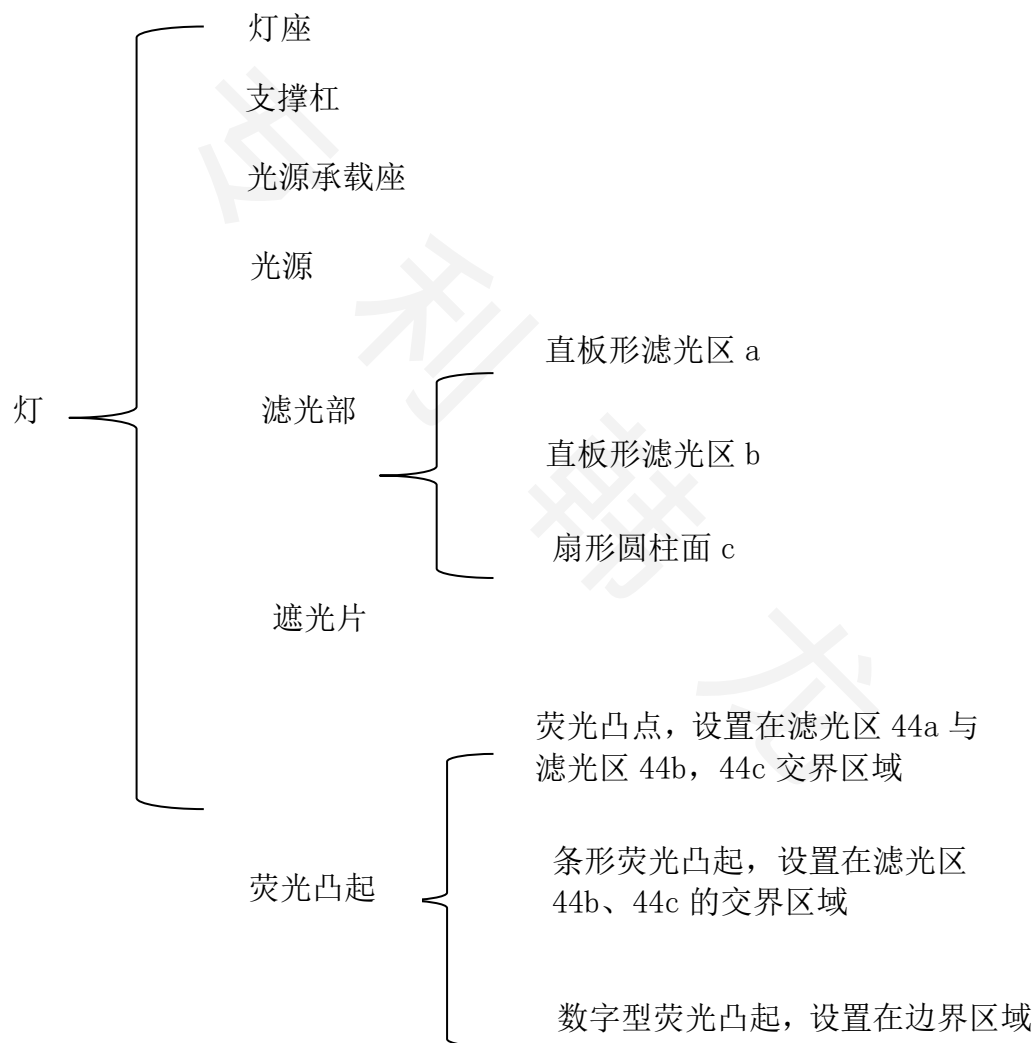 灯座
支撑杠
光源承载座
光源
直板形滤光区 a
灯
滤光部
直板形滤光区 b
扇形圆柱面 c
遮光片
荧光凸点，设置在滤光区 44a 与
滤光区 44b，44c 交界区域
条形荧光凸起，设置在滤光区
44b、44c 的交界区域
荧光凸起
数字型荧光凸起，设置在边界区域
专利韩龙